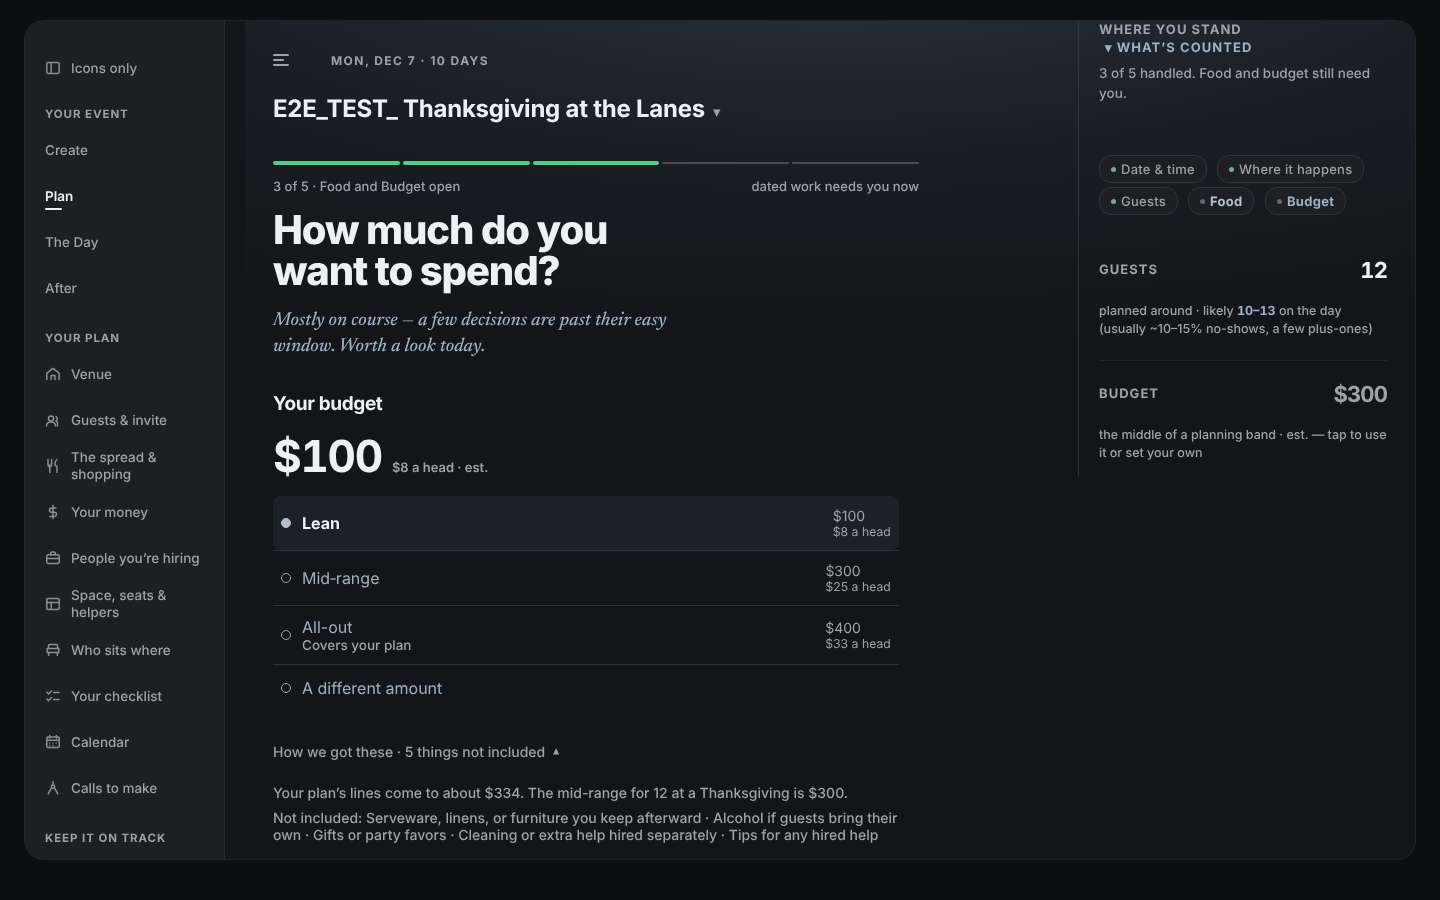 Icons only
YOUR EVENT
Create
Plan
The Day
After
YOUR PLAN
Venue
Guests & invite
The spread &
shopping
Your money
People you’re hiring
Space, seats &
helpers
Who sits where
Your checklist
Calendar
Calls to make
KEEP IT ON TRACK
MON, DEC 7 · 10 DAYS
E2E_TEST_ Thanksgiving at the Lanes ▾
3 of 5 · Food and Budget open
dated work needs you now
How much do you
want to spend?
Mostly on course — a few decisions are past their easy
window. Worth a look today.
Your budget
$100 $8 a head · est.
Lean
$100
$8 a head
Mid-range
$300
$25 a head
All-out
Covers your plan
$400
$33 a head
A different amount
How we got these · 5 things not included ▴
Your plan’s lines come to about $334. The mid-range for 12 at a Thanksgiving is $300.
Not included: Serveware, linens, or furniture you keep afterward · Alcohol if guests bring their
own · Gifts or party favors · Cleaning or extra help hired separately · Tips for any hired help
WHERE YOU STAND
▾ WHAT’S COUNTED
3 of 5 handled. Food and budget still need
you.
Date & time
Where it happens
Guests
Food
Budget
GUESTS 12
planned around · likely 10–13 on the day
(usually ~10–15% no-shows, a few plus-ones)
BUDGET $300
the middle of a planning band · est. — tap to use
it or set your own